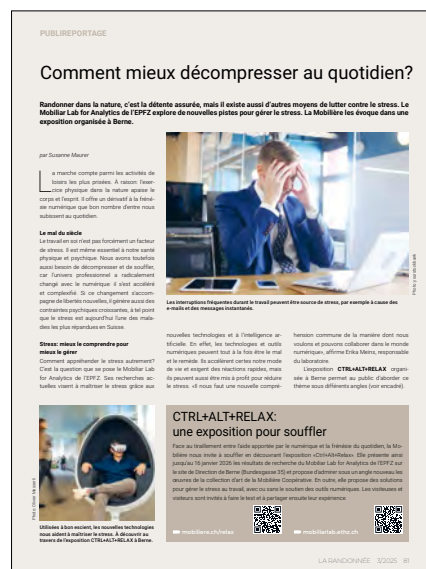 PUBLIREPORTAGE
Comment mieux décompresser au quotidien?
Randonner dans la nature, c'est la détente assurée, mais il existe aussi d'autres moyens de lutter contre le stress. Le
Mobiliar Lab for Analytics de l'EPFZ explore de nouvelles pistes pour gérer le stress. La Mobilière les évoque dans une
exposition organisée à Berne.
par Susanne Maurer
La marche compte parmi les activités de
loisirs les plus prisées. À raison: l'exer-
cice physique dans la nature apaise le
corps et l'esprit. Il offre un dérivatif à la fréné-
sie numérique que bon nombre d'entre nous
subissent au quotidien.
Le mal du siècle
Le travail en soi n'est pas forcément un facteur
de stress. Il est même essentiel à notre santé
physique et psychique. Nous avons toutefois
aussi besoin de décompresser et de souffler,
car l'univers professionnel a radicalement
changé avec le numérique: il s'est accéléré
et complexifié. Si ce changement s'accom-
pagne de libertés nouvelles, il génère aussi des
contraintes psychiques croissantes, à tel point
que le stress est aujourd'hui l'une des mala-
dies les plus répandues en Suisse.
Stress: mieux le comprendre pour
mieux le gérer
Comment appréhender le stress autrement?
C'est la question que se pose le Mobiliar Lab
for Analytics de l'EPFZ. Ses recherches ac-
tuelles visent à maîtriser le stress grâce aux
Les interruptions fréquentes durant le travail peuvent être source de stress, par exemple à cause des
e-mails et des messages instantanés.
nouvelles technologies et à l'intelligence ar-
tificielle. En effet, les technologies et outils
numériques peuvent tout à la fois être le mal
et le remède. Ils accélèrent certes notre mode
de vie et exigent des réactions rapides, mais
ils peuvent aussi être mis à profit pour réduire
le stress. «Il nous faut une nouvelle compré-
hension commune de la manière dont nous
voulons et pouvons collaborer dans le monde
numérique», affirme Erika Meins, responsable
du laboratoire.
L'exposition CTRL+ALT+RELAX organi-
sée à Berne permet au public d'aborder ce
thème sous différents angles (voir encadré).
Utilisées à bon escient, les nouvelles technologies
nous aident à maîtriser le stress. À découvrir au
travers de l'exposition CTRL+ALT+RELAX à Berne.
CTRL+ALT+RELAX:
une exposition pour souffler
Face au tiraillement entre l'aide apportée par le numérique et la frénésie du quotidien, la Mo-
bilière nous invite à souffler en découvrant l'exposition «Ctrl+Alt+Relax». Elle présente ainsi
jusqu'au 16 janvier 2026 les résultats de recherche du Mobiliar Lab for Analytics de l'EPFZ sur
le site de Direction de Berne (Bundesgasse 35) et propose d'admirer sous un angle nouveau les
œuvres de la collection d'art de la Mobilière Coopérative. En outre, elle propose des solutions
pour gérer le stress au travail, avec ou sans le soutien des outils numériques. Les visiteuses et
visiteurs sont invités à faire le test et à partager ensuite leur expérience.
mobiliere.ch/relax
mobiliarlab.ethz.ch
LA RANDONNÉE 3/2025 61